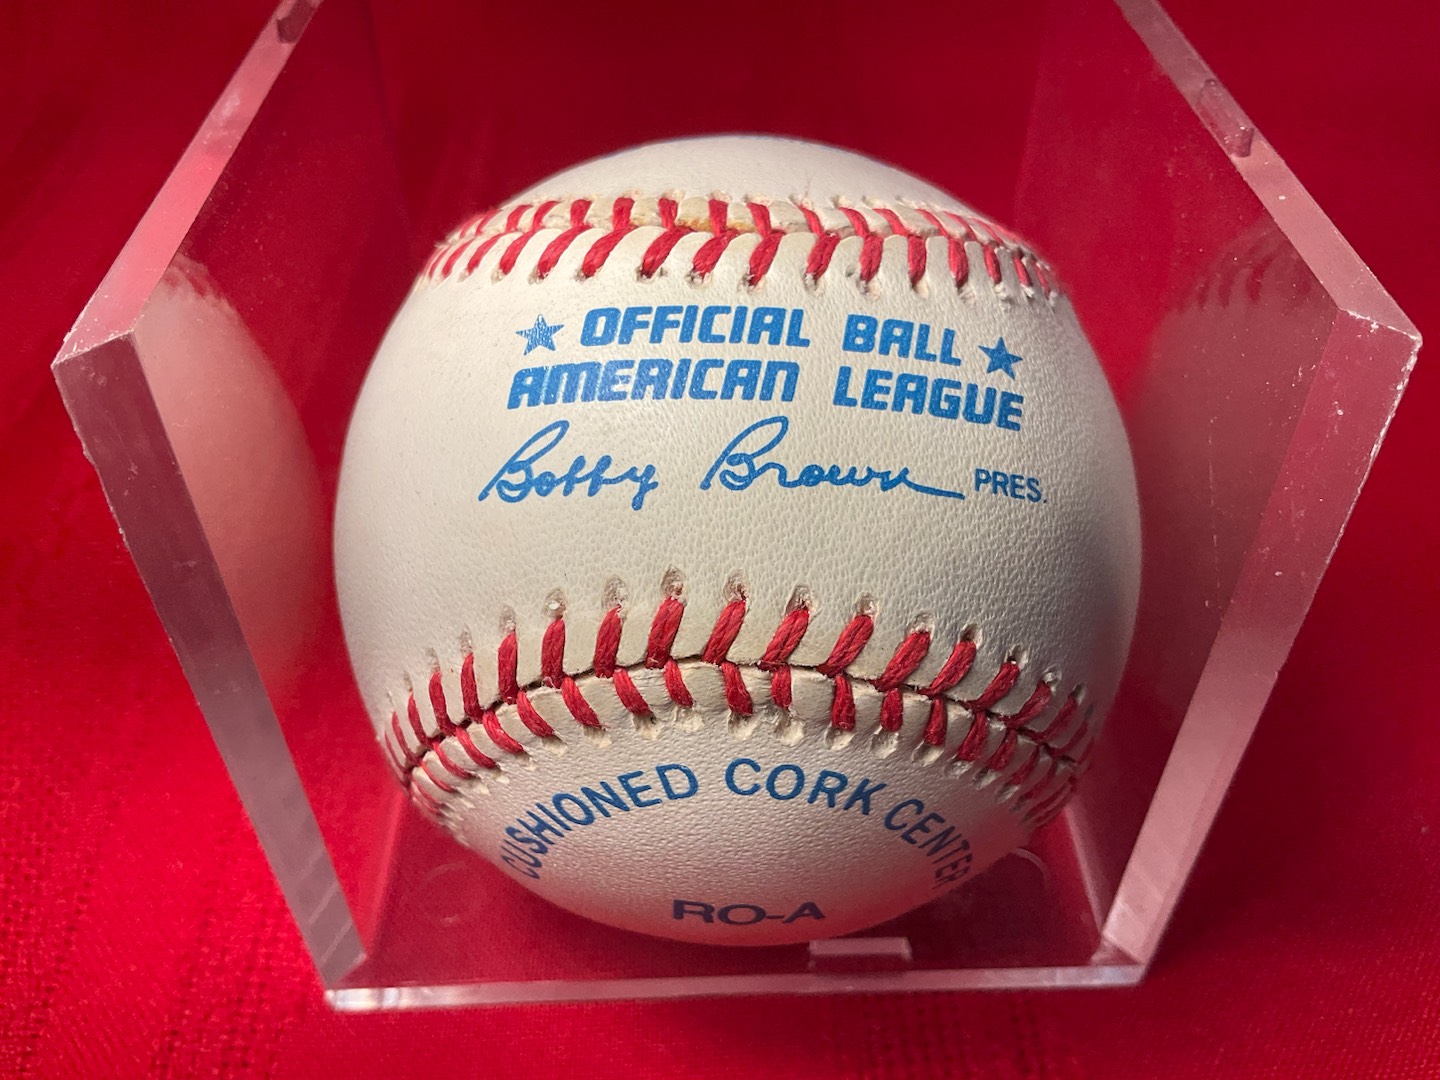 ★ OFFICIAL BALL ★
AMERICAN LEAGUE
Bobby Brown PRES.
CUSHIONED CORK CENTER
RO-A